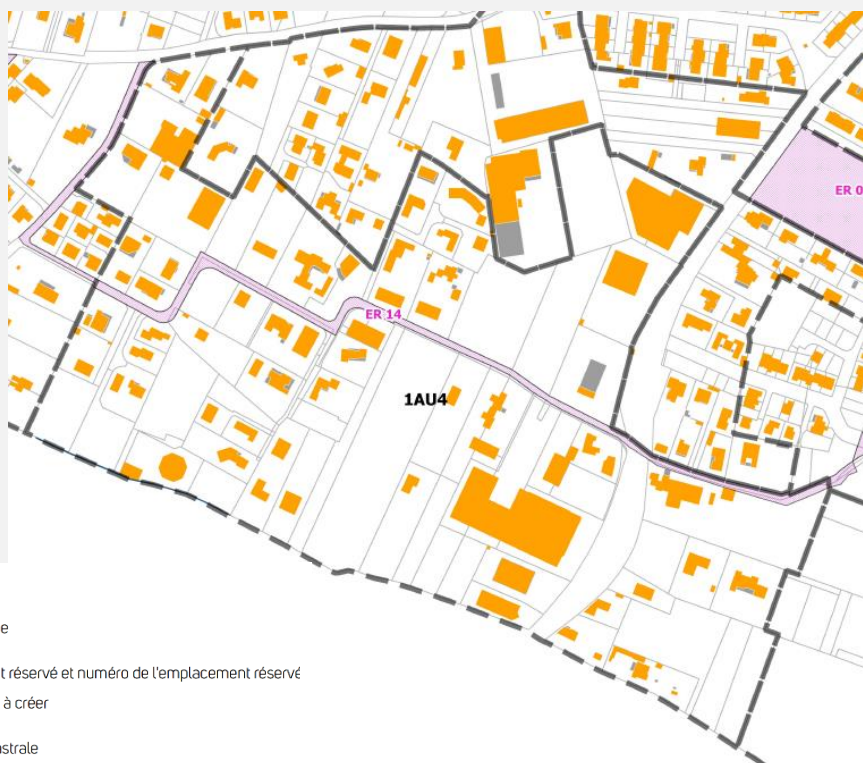 ER 0
ER 14
1AU4
e
t réservé et numéro de l'emplacement réservé
à créer
astrale